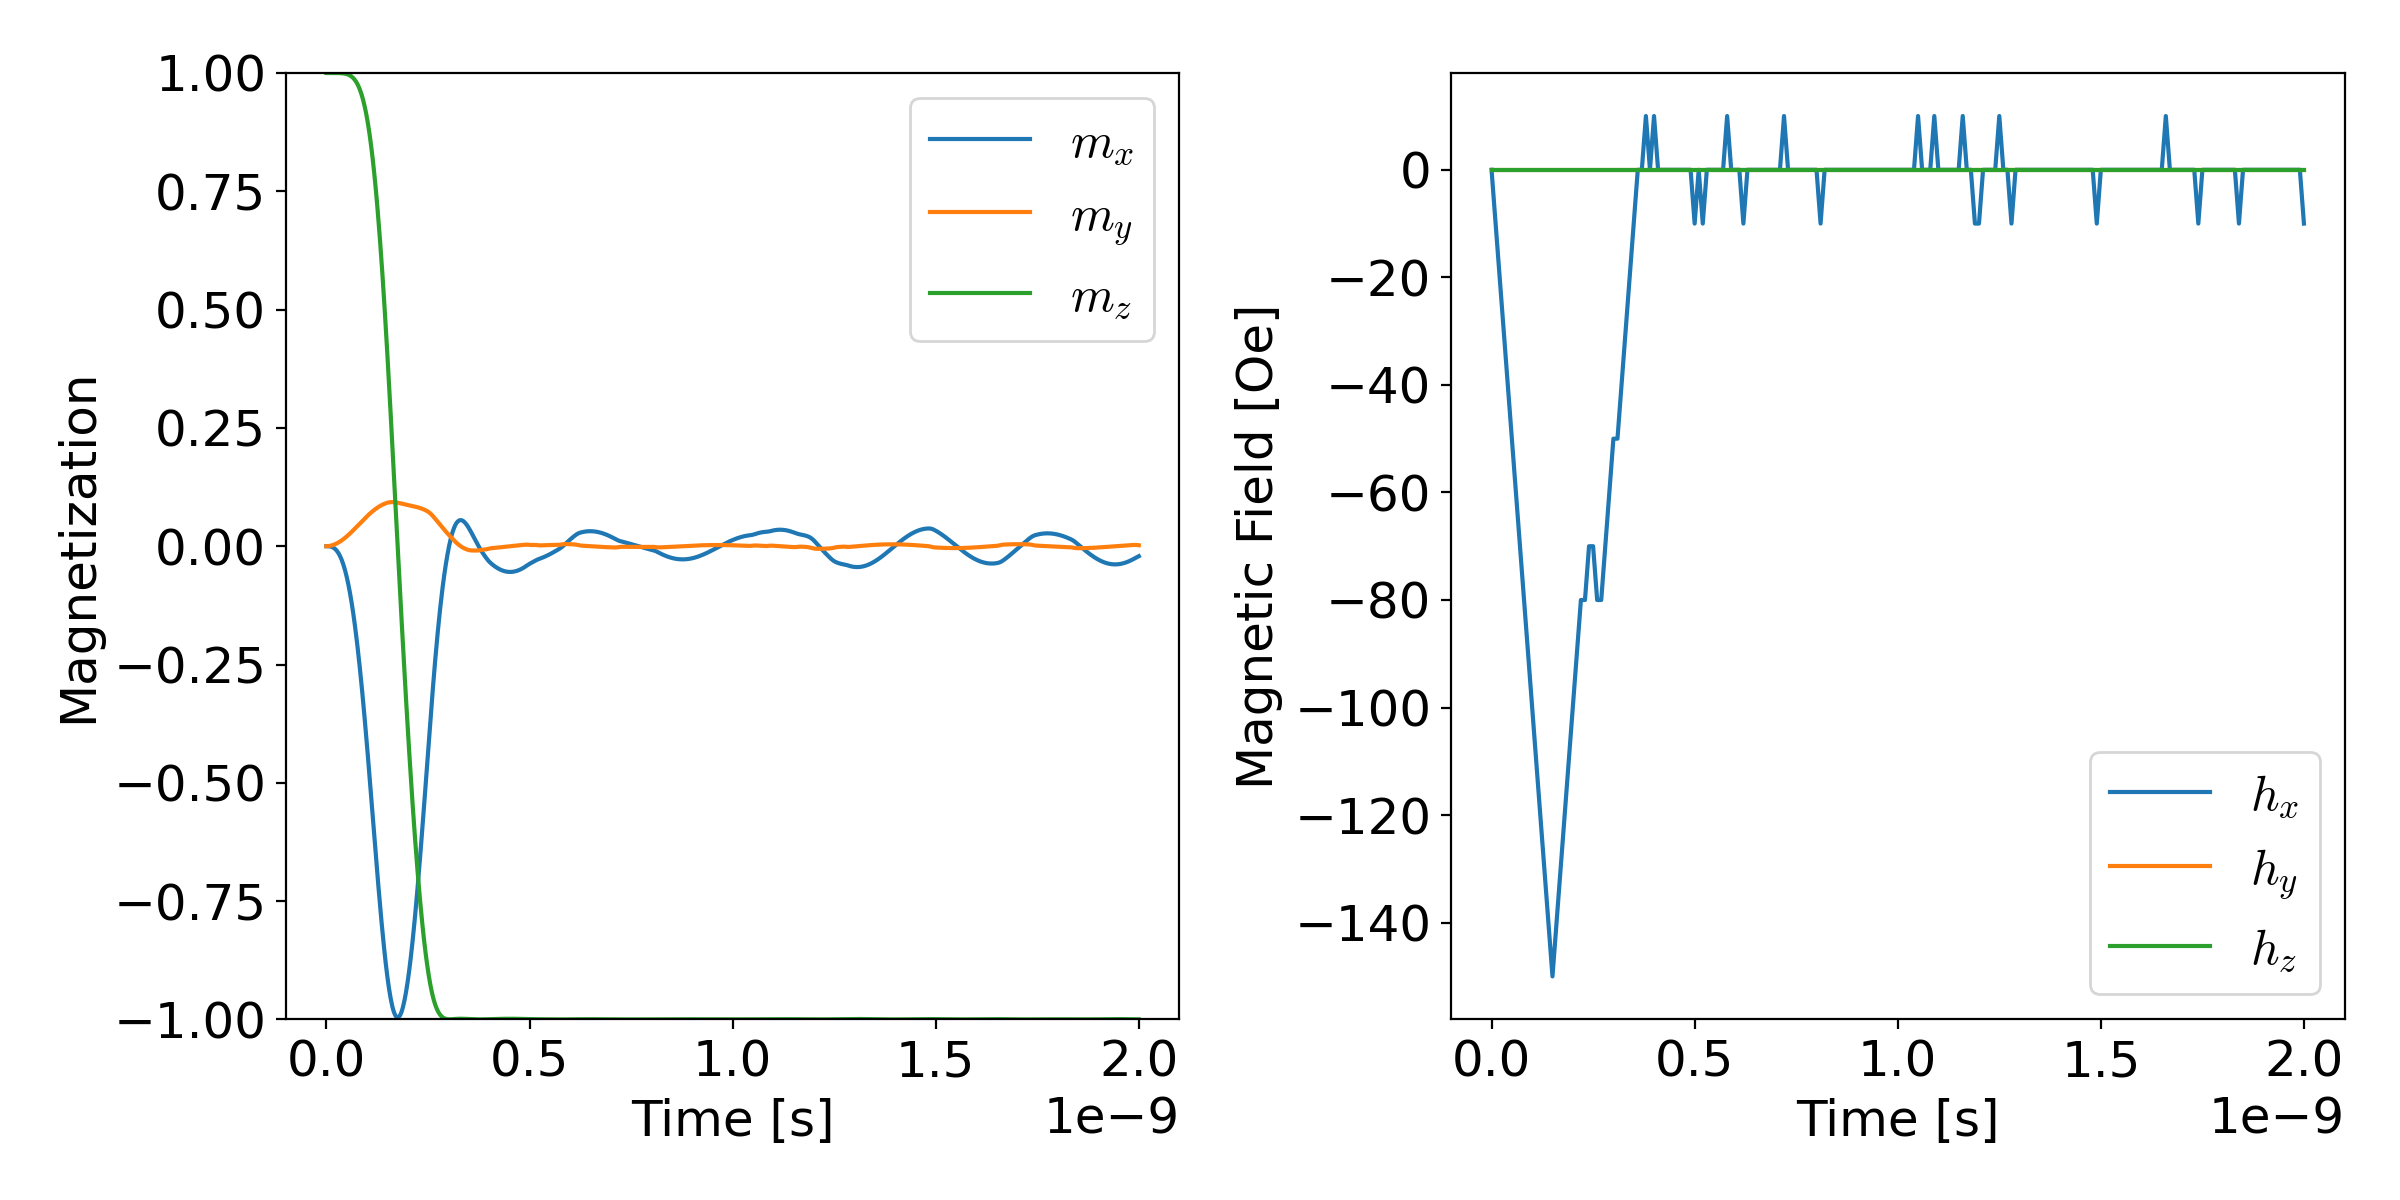 1.00
0.75
0.50
0.25
0.00
−0.25
−0.50
−0.75
−1.00
Magnetization
m_x
m_y
m_z
0.0 0.5 1.0 1.5 2.0
Time [s]
1e−9
0
−20
−40
−60
−80
−100
−120
−140
Magnetic Field [Oe]
h_x
h_y
h_z
0.0 0.5 1.0 1.5 2.0
Time [s]
1e−9